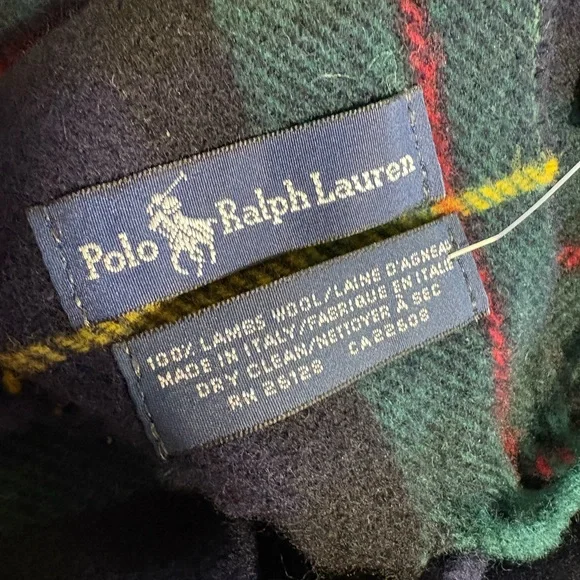 Polo Ralph Lauren
100% LAMBS WOOL/LAINE D'AGNEAU
MADE IN ITALY/FABRIQUE EN ITALIE
DRY CLEAN/NETTOYER À SEC
RN 26128 CA22608